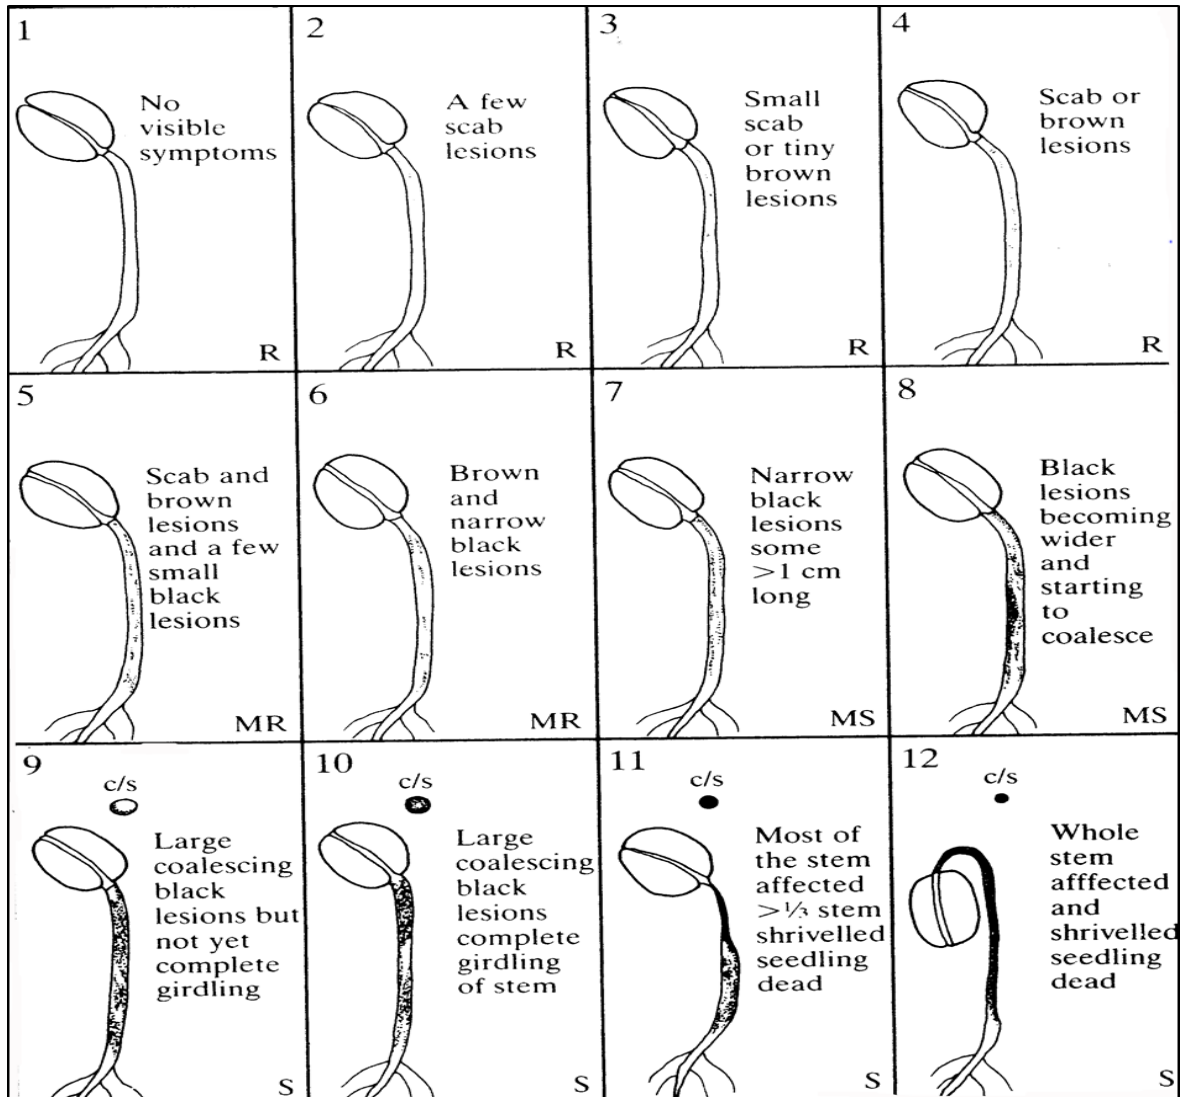 1
No
visible
symptoms
R
2
A few
scab
lesions
R
3
Small
scab
or tiny
brown
lesions
R
4
Scab or
brown
lesions
R
5
Scab and
brown
lesions
and a few
small
black
lesions
MR
6
Brown
and
narrow
black
lesions
MR
7
Narrow
black
lesions
some
>1 cm
long
MS
8
Black
lesions
becoming
wider
and
starting
to
coalesce
MS
9
c/s
Large
coalescing
black
lesions but
not yet
complete
girdling
S
10
c/s
Large
coalescing
black
lesions
complete
girdling
of stem
S
11
c/s
Most of
the stem
affected
>⅓ stem
shrivelled
seedling
dead
S
12
c/s
Whole
stem
afffected
and
shrivelled
seedling
dead
S